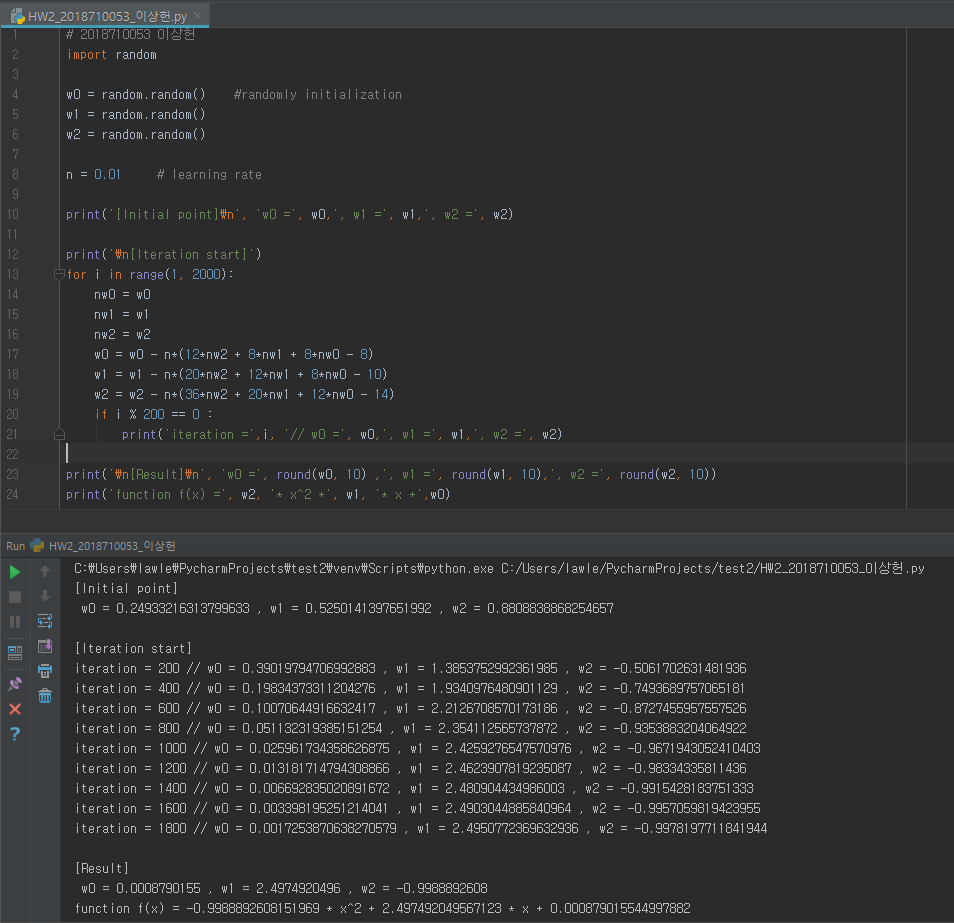 HW2_2018710053_이상헌.py
1 # 2018710053 이상헌
2 import random
3
4 w0 = random.random()    #randomly initialization
5 w1 = random.random()
6 w2 = random.random()
7
8 n = 0.01     # learning rate
9
10 print('[Initial point]₩n', 'w0 =', w0,', w1 =', w1,', w2 =', w2)
11
12 print('₩n[Iteration start]')
13 for i in range(1, 2000):
14     nw0 = w0
15     nw1 = w1
16     nw2 = w2
17     w0 = w0 - n*(12*nw2 + 8*nw1 + 8*nw0 - 8)
18     w1 = w1 - n*(20*nw2 + 12*nw1 + 8*nw0 - 10)
19     w2 = w2 - n*(36*nw2 + 20*nw1 + 12*nw0 - 14)
20     if i % 200 == 0 :
21         print('iteration =',i, '// w0 =', w0,', w1 =', w1,', w2 =', w2)
22
23 print('₩n[Result]₩n', 'w0 =', round(w0, 10) ,', w1 =', round(w1, 10),', w2 =', round(w2, 10))
24 print('function f(x) =', w2, '* x^2 +', w1, '* x +',w0)
Run HW2_2018710053_이상헌
C:₩Users₩lawle₩PycharmProjects₩test2₩venv₩Scripts₩python.exe C:/Users/lawle/PycharmProjects/test2/HW2_2018710053_이상헌.py
[Initial point]
w0 = 0.24933216313799633 , w1 = 0.5250141397651992 , w2 = 0.8808838868254657
[Iteration start]
iteration = 200 // w0 = 0.39019794706992883 , w1 = 1.3853752992361985 , w2 = -0.5061702631481936
iteration = 400 // w0 = 0.19834373311204276 , w1 = 1.9340976480901129 , w2 = -0.7493689757065181
iteration = 600 // w0 = 0.10070644916632417 , w1 = 2.2126708570173186 , w2 = -0.8727455957557526
iteration = 800 // w0 = 0.051132319385151254 , w1 = 2.354112565737872 , w2 = -0.9353883204064922
iteration = 1000 // w0 = 0.025961734358626875 , w1 = 2.4259276547570976 , w2 = -0.9671943052410403
iteration = 1200 // w0 = 0.013181714794308866 , w1 = 2.4623907819235087 , w2 = -0.98334335811436
iteration = 1400 // w0 = 0.006692835020891672 , w1 = 2.480904434986003 , w2 = -0.9915428183751333
iteration = 1600 // w0 = 0.003398195251214041 , w1 = 2.4903044885840964 , w2 = -0.9957059819423955
iteration = 1800 // w0 = 0.0017253870638270579 , w1 = 2.4950772369632936 , w2 = -0.9978197711841944
[Result]
w0 = 0.0008790155 , w1 = 2.4974920496 , w2 = -0.9988892608
function f(x) = -0.9988892608151969 * x^2 + 2.497492049567123 * x + 0.000879015544997882